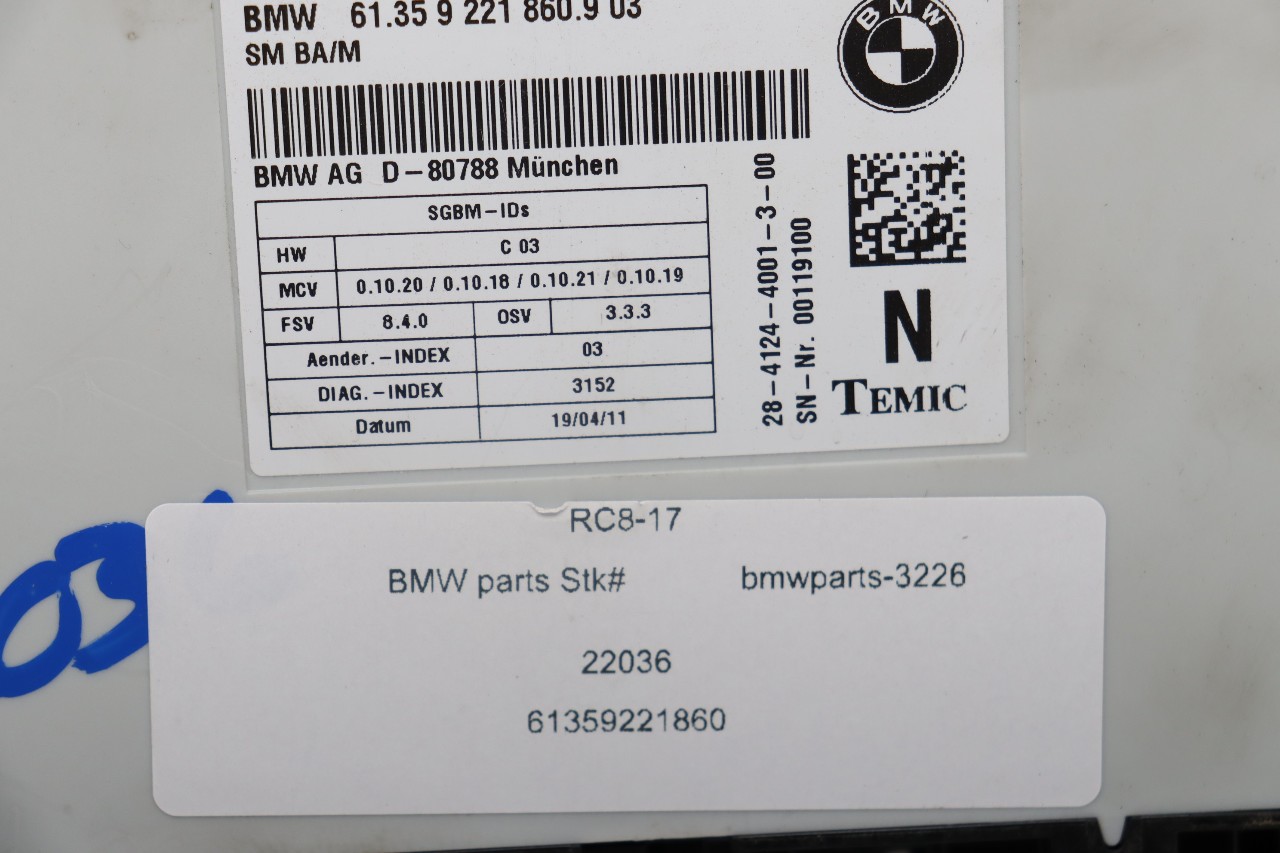 BMW 61.35 9 221 860.9 03
SM BA/M
BMW
BMW AG D-80788 München
SGBM-IDs
HW C 03
MCV 0.10.20 / 0.10.18 / 0.10.21 / 0.10.19
FSV 8.4.0 OSV 3.3.3
Aender.-INDEX 03
DIAG.-INDEX 3152
Datum 19/04/11
28-4124-4001-3-00
SN-Nr. 00119100
N
TEMIC
RC8-17
BMW parts Stk# bmwparts-3226
22036
61359221860